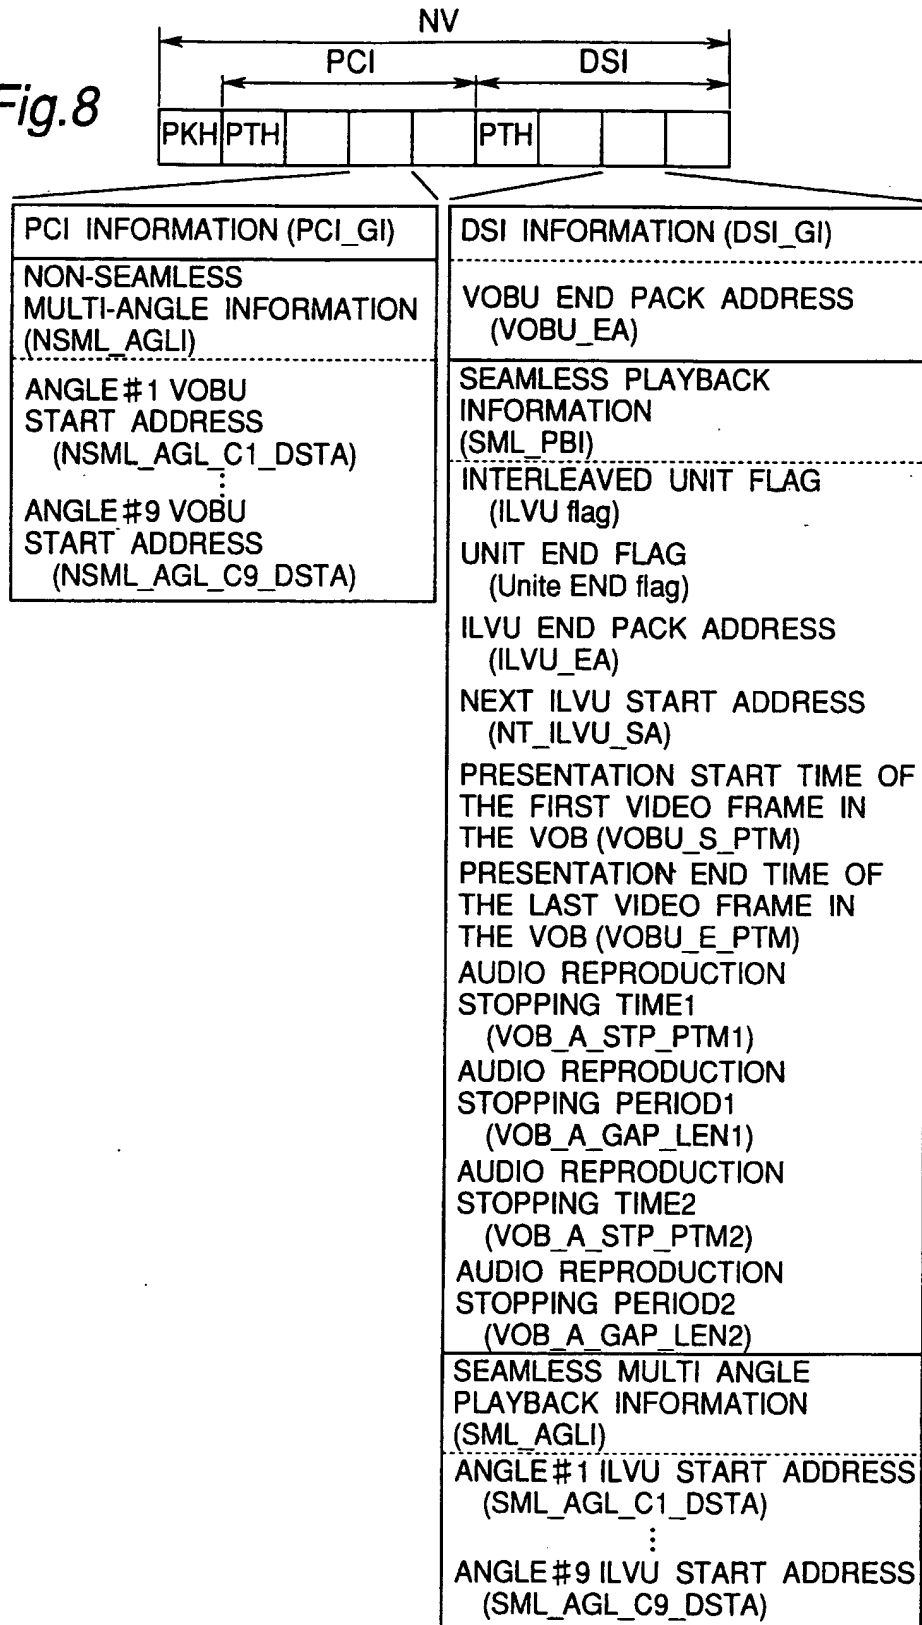 NV
PCI DSI
Fig.8
PKH PTH PTH
PCI INFORMATION (PCI_GI)
NON-SEAMLESS
MULTI-ANGLE INFORMATION
(NSML_AGLI)
ANGLE#1 VOBU
START ADDRESS
(NSML_AGL_C1_DSTA)
⋮
ANGLE#9 VOBU
START ADDRESS
(NSML_AGL_C9_DSTA)
DSI INFORMATION (DSI_GI)
VOBU END PACK ADDRESS
(VOBU_EA)
SEAMLESS PLAYBACK
INFORMATION
(SML_PBI)
INTERLEAVED UNIT FLAG
(ILVU flag)
UNIT END FLAG
(Unite END flag)
ILVU END PACK ADDRESS
(ILVU_EA)
NEXT ILVU START ADDRESS
(NT_ILVU_SA)
PRESENTATION START TIME OF
THE FIRST VIDEO FRAME IN
THE VOB (VOBU_S_PTM)
PRESENTATION END TIME OF
THE LAST VIDEO FRAME IN
THE VOB (VOBU_E_PTM)
AUDIO REPRODUCTION
STOPPING TIME1
(VOB_A_STP_PTM1)
AUDIO REPRODUCTION
STOPPING PERIOD1
(VOB_A_GAP_LEN1)
AUDIO REPRODUCTION
STOPPING TIME2
(VOB_A_STP_PTM2)
AUDIO REPRODUCTION
STOPPING PERIOD2
(VOB_A_GAP_LEN2)
SEAMLESS MULTI ANGLE
PLAYBACK INFORMATION
(SML_AGLI)
ANGLE#1 ILVU START ADDRESS
(SML_AGL_C1_DSTA)
⋮
ANGLE#9 ILVU START ADDRESS
(SML_AGL_C9_DSTA)